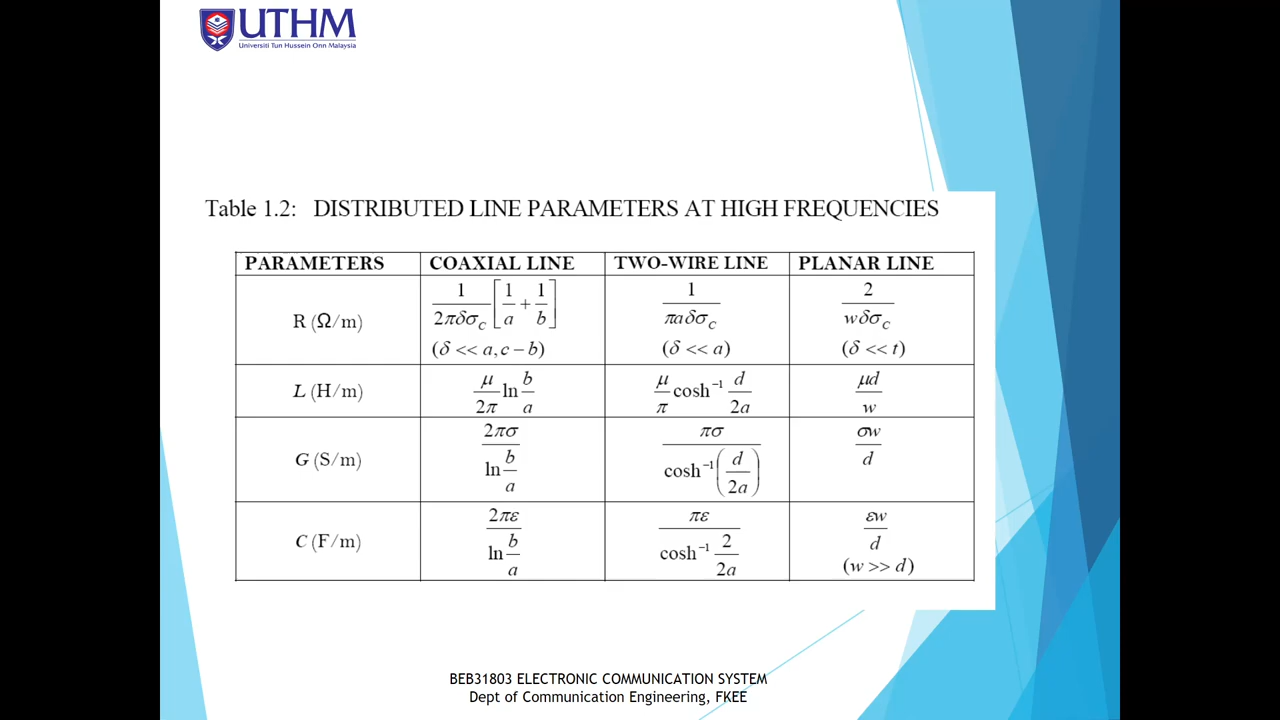 UTHM
Universiti Tun Hussein Onn Malaysia
Table 1.2: DISTRIBUTED LINE PARAMETERS AT HIGH FREQUENCIES
PARAMETERS COAXIAL LINE TWO-WIRE LINE PLANAR LINE
R (Ω/m) 1/(2πδσ_C) [1/a + 1/b] 1/(πaδσ_C) 2/(wδσ_C)
(δ << a, c − b) (δ << a) (δ << t)
L (H/m) μ/2π ln b/a μ/π cosh⁻¹ d/2a μd/w
G (S/m) 2πσ/(ln b/a) πσ/(cosh⁻¹(d/2a)) σw/d
C (F/m) 2πε/(ln b/a) πε/(cosh⁻¹ 2/2a) εw/d
(w >> d)
BEB31803 ELECTRONIC COMMUNICATION SYSTEM
Dept of Communication Engineering, FKEE